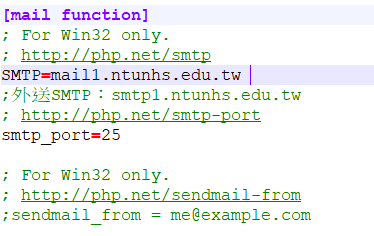 [mail function]
; For Win32 only.
; http://php.net/smtp
SMTP=mail1.ntunhs.edu.tw
;外送SMTP：smtp1.ntunhs.edu.tw
; http://php.net/smtp-port
smtp_port=25
; For Win32 only.
; http://php.net/sendmail-from
;sendmail_from = me@example.com